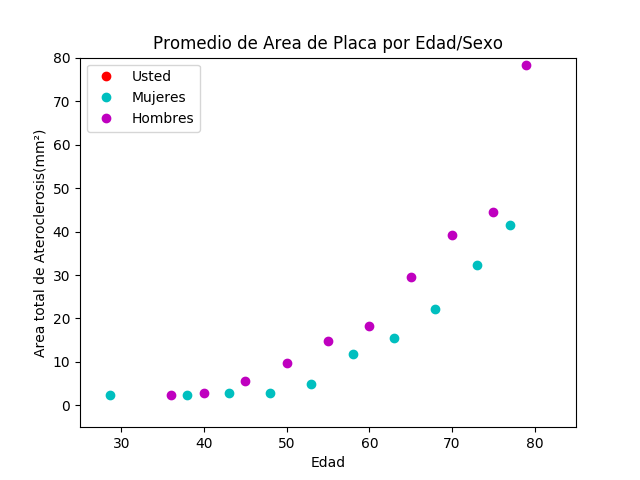 Promedio de Area de Placa por Edad/Sexo
Usted
Mujeres
Hombres
Area total de Ateroclerosis(mm²)
80
70
60
50
40
30
20
10
0
30 40 50 60 70 80
Edad